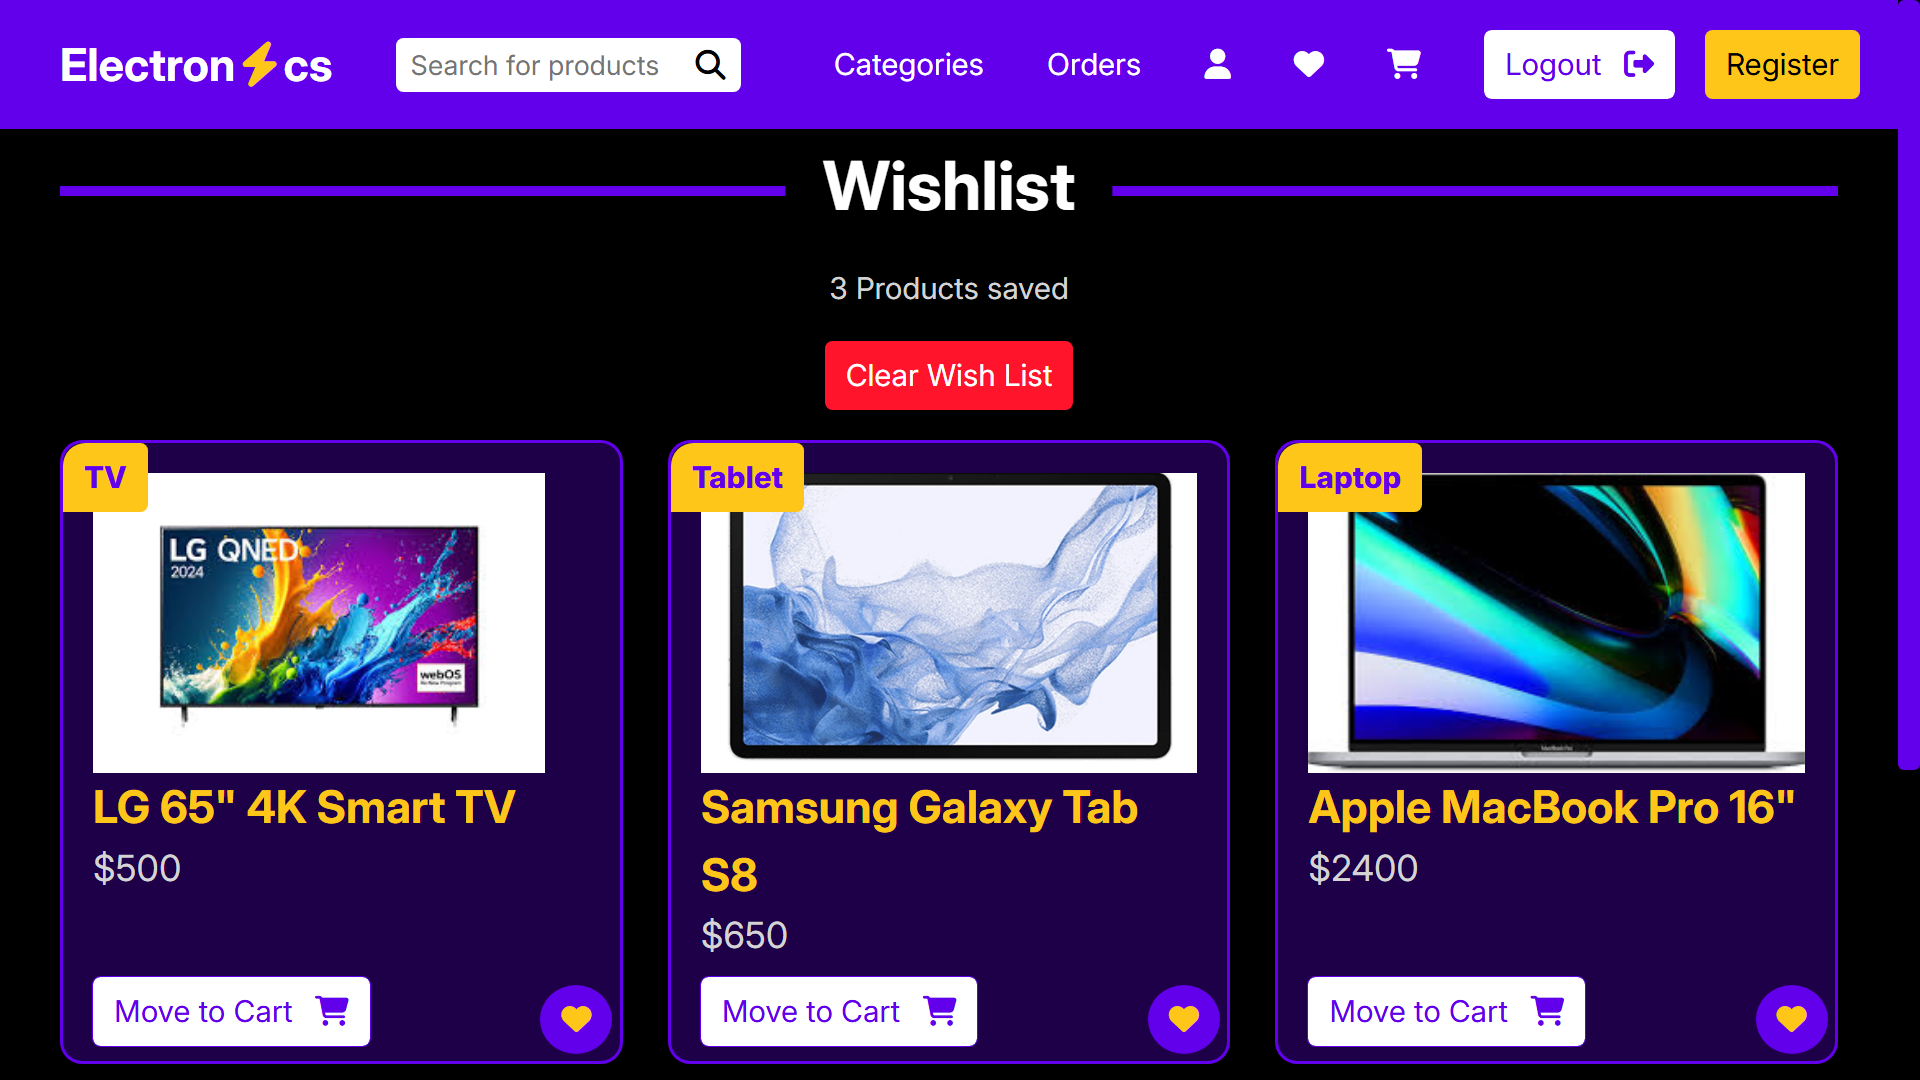 Electron⚡cs
Search for products
Categories
Orders
Logout
Register
Wishlist
3 Products saved
Clear Wish List
TV
LG QNED
2024
webOS
LG 65" 4K Smart TV
$500
Move to Cart
Tablet
Samsung Galaxy Tab
S8
$650
Move to Cart
Laptop
MacBook Pro
Apple MacBook Pro 16"
$2400
Move to Cart